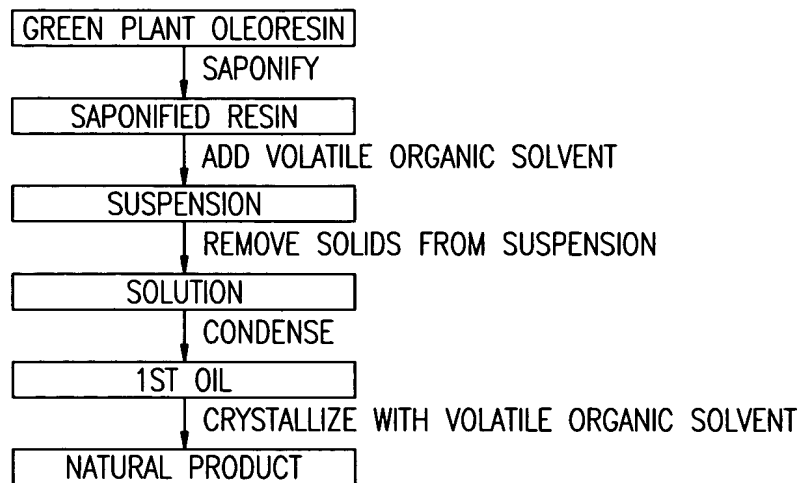 GREEN PLANT OLEORESIN
SAPONIFY
SAPONIFIED RESIN
ADD VOLATILE ORGANIC SOLVENT
SUSPENSION
REMOVE SOLIDS FROM SUSPENSION
SOLUTION
CONDENSE
1ST OIL
CRYSTALLIZE WITH VOLATILE ORGANIC SOLVENT
NATURAL PRODUCT